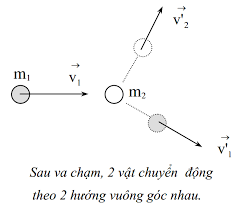 v'₂
m₁
v₁
m₂
v'₁
Sau va chạm, 2 vật chuyển động
theo 2 hướng vuông góc nhau.